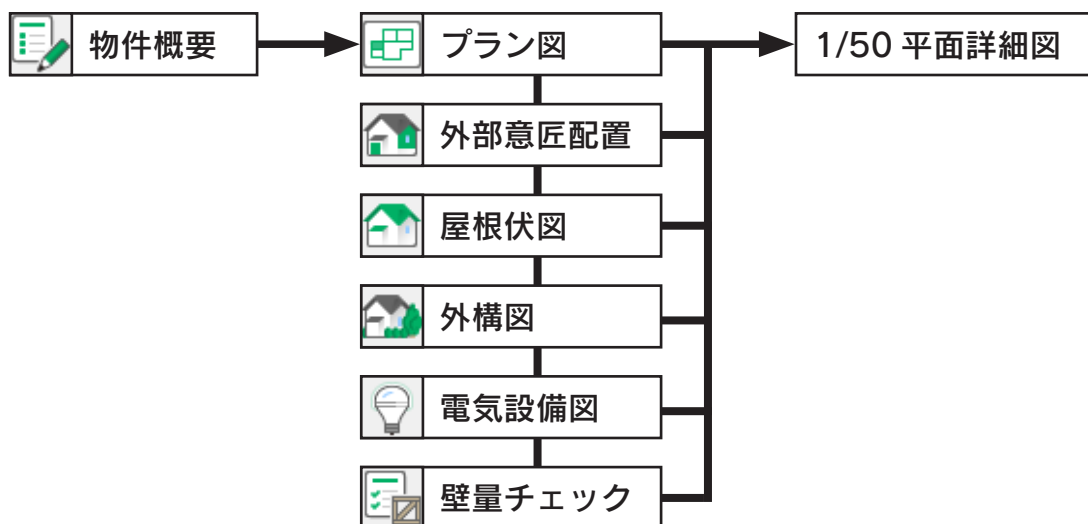 物件概要
プラン図
1/50 平面詳細図
外部意匠配置
屋根伏図
外構図
電気設備図
壁量チェック